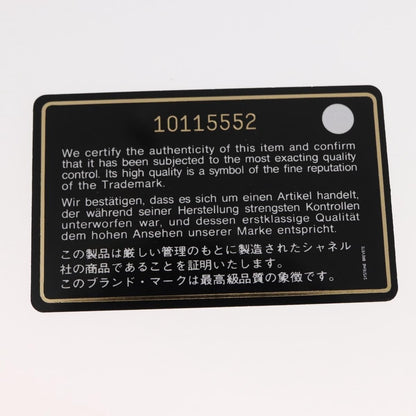 10115552
We certify the authenticity of this item and confirm
that it has been subjected to the most exacting quality
control. Its high quality is a symbol of the fine reputation
of the Trademark.
Wir bestätigen, dass es sich um einen Artikel handelt,
der während seiner Herstellung strengsten Kontrollen
unterworfen war, und dessen erstklassige Qualität
dem hohen Ansehen unserer Marke entspricht.
この製品は厳しい管理のもとに製造されたシャネル
社の商品であることを証明いたします。
このブランド・マークは最高級品質の象徴です。